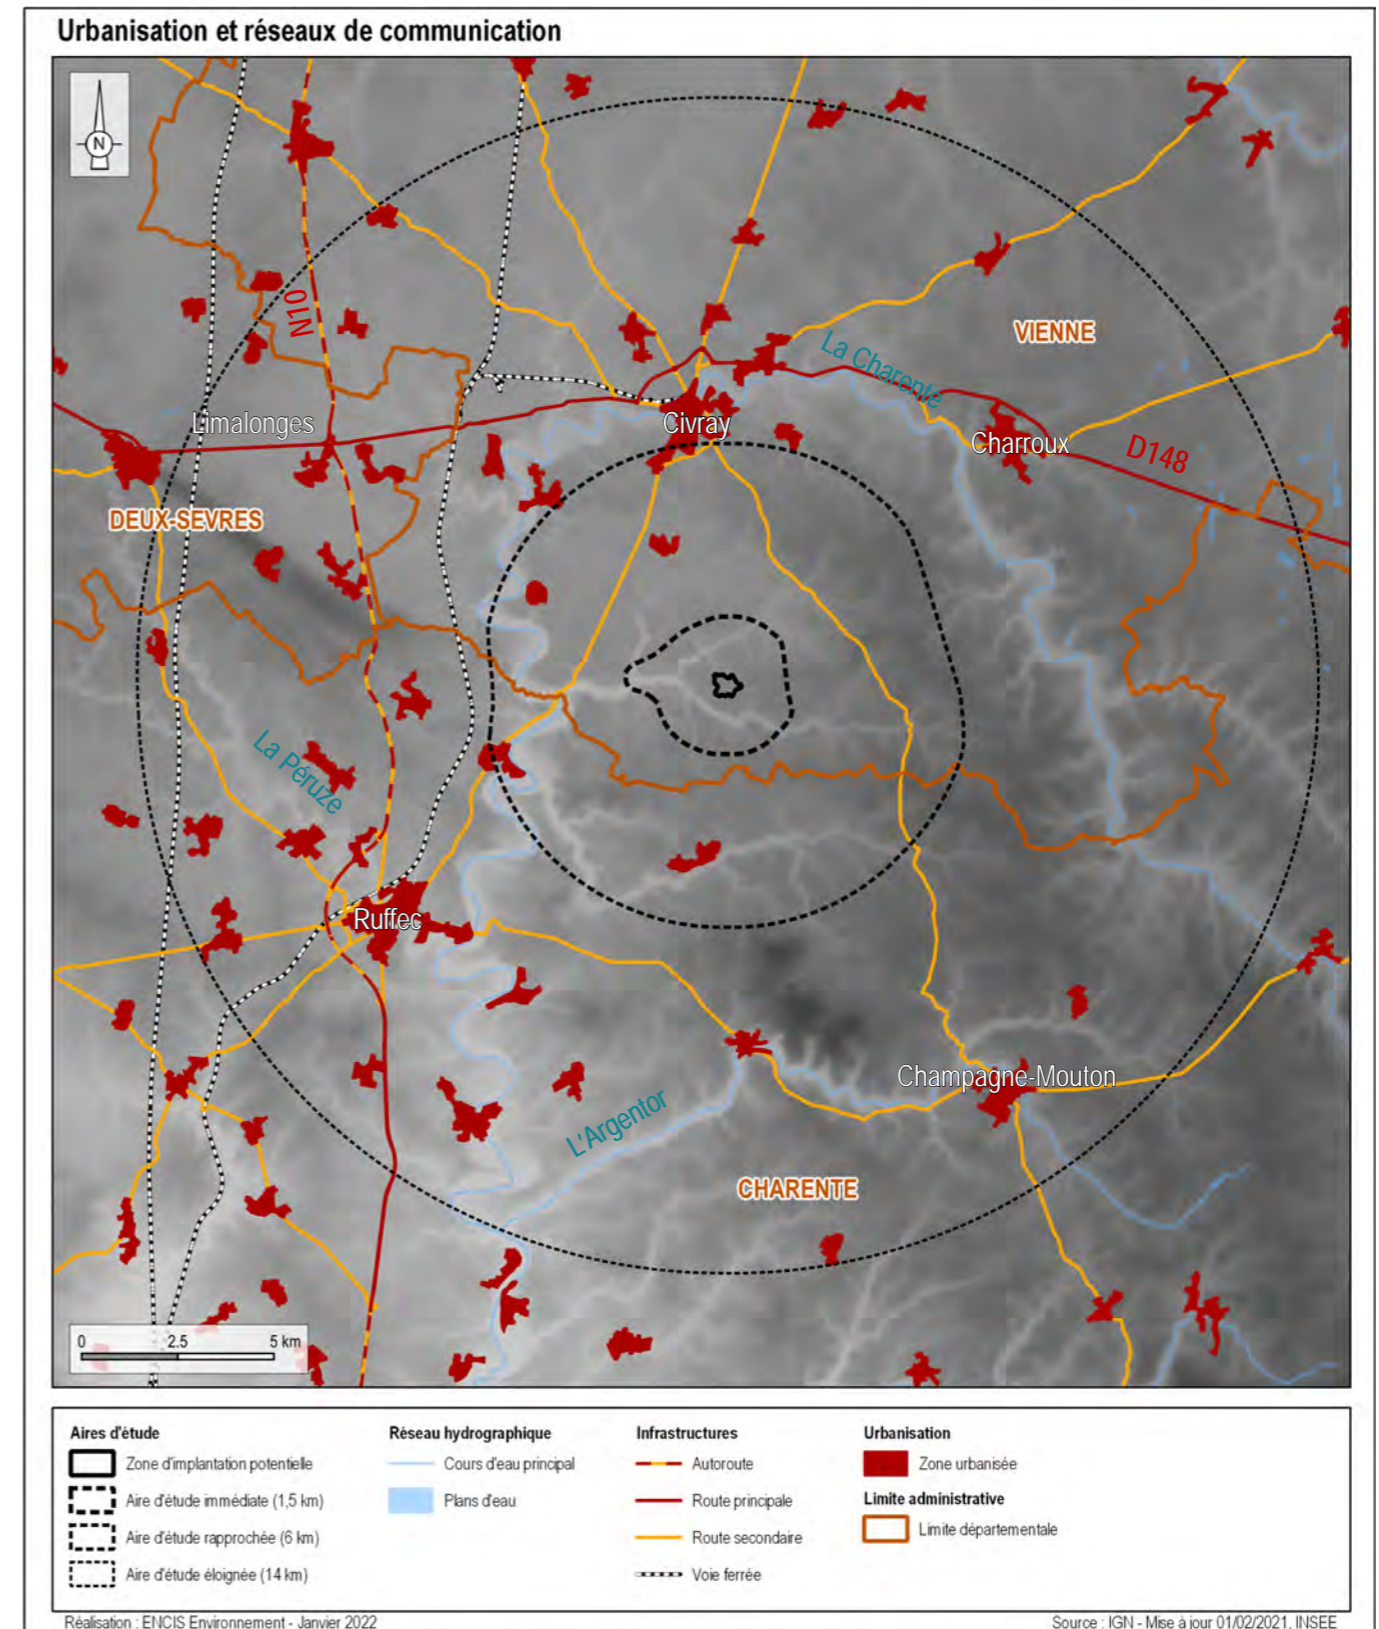 Urbanisation et réseaux de communication
N
N10
VIENNE
La Charente
Limalonges
Civray
Charroux
D148
DEUX-SEVRES
La Péruze
Ruffec
Champagne-Mouton
L'Argentor
CHARENTE
0 2.5 5 km
Aires d'étude
Zone d'implantation potentielle
Aire d'étude immédiate (1,5 km)
Aire d'étude rapprochée (6 km)
Aire d'étude éloignée (14 km)
Réseau hydrographique
Cours d'eau principal
Plans d'eau
Infrastructures
Autoroute
Route principale
Route secondaire
Voie ferrée
Urbanisation
Zone urbanisée
Limite administrative
Limite départementale
Réalisation : ENCIS Environnement - Janvier 2022
Source : IGN - Mise à jour 01/02/2021, INSEE